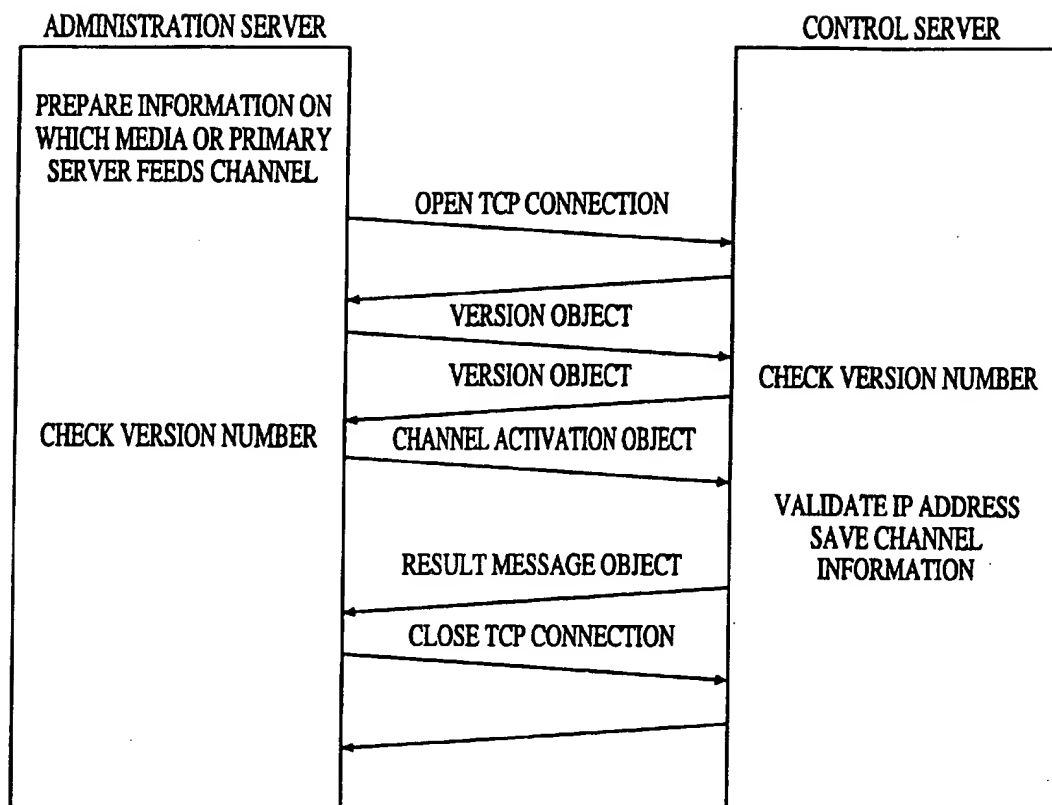 ADMINISTRATION SERVER
CONTROL SERVER
PREPARE INFORMATION ON
WHICH MEDIA OR PRIMARY
SERVER FEEDS CHANNEL
OPEN TCP CONNECTION
VERSION OBJECT
VERSION OBJECT
CHECK VERSION NUMBER
CHECK VERSION NUMBER
CHANNEL ACTIVATION OBJECT
VALIDATE IP ADDRESS
SAVE CHANNEL
INFORMATION
RESULT MESSAGE OBJECT
CLOSE TCP CONNECTION